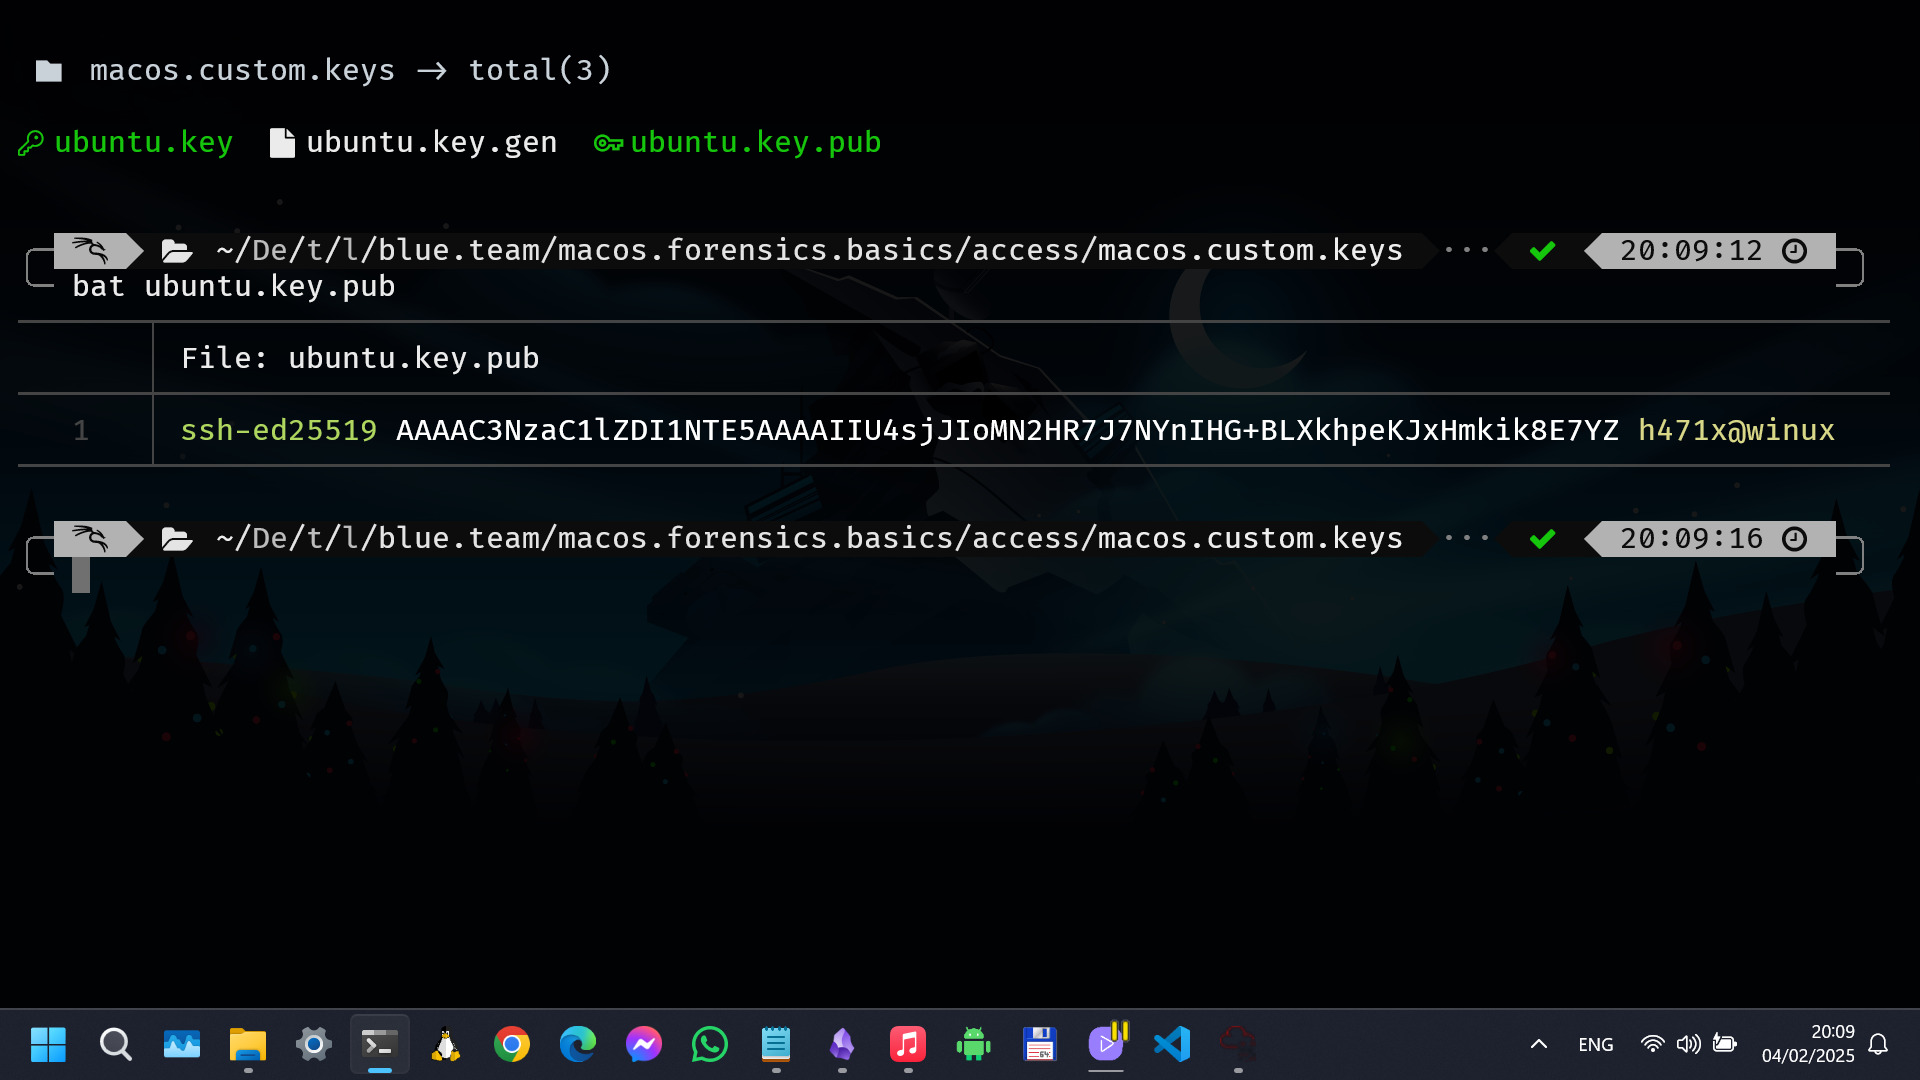 macos.custom.keys → total(3)
ubuntu.key ubuntu.key.gen ubuntu.key.pub
~/De/t/l/blue.team/macos.forensics.basics/access/macos.custom.keys ··· ✔ 20:09:12
bat ubuntu.key.pub
File: ubuntu.key.pub
1 ssh-ed25519 AAAAC3NzaC1lZDI1NTE5AAAAIIU4sjJIoMN2HR7J7NYnIHG+BLXkhpeKJxHmkik8E7YZ h471x@winux
~/De/t/l/blue.team/macos.forensics.basics/access/macos.custom.keys ··· ✔ 20:09:16
ENG
20:09
04/02/2025